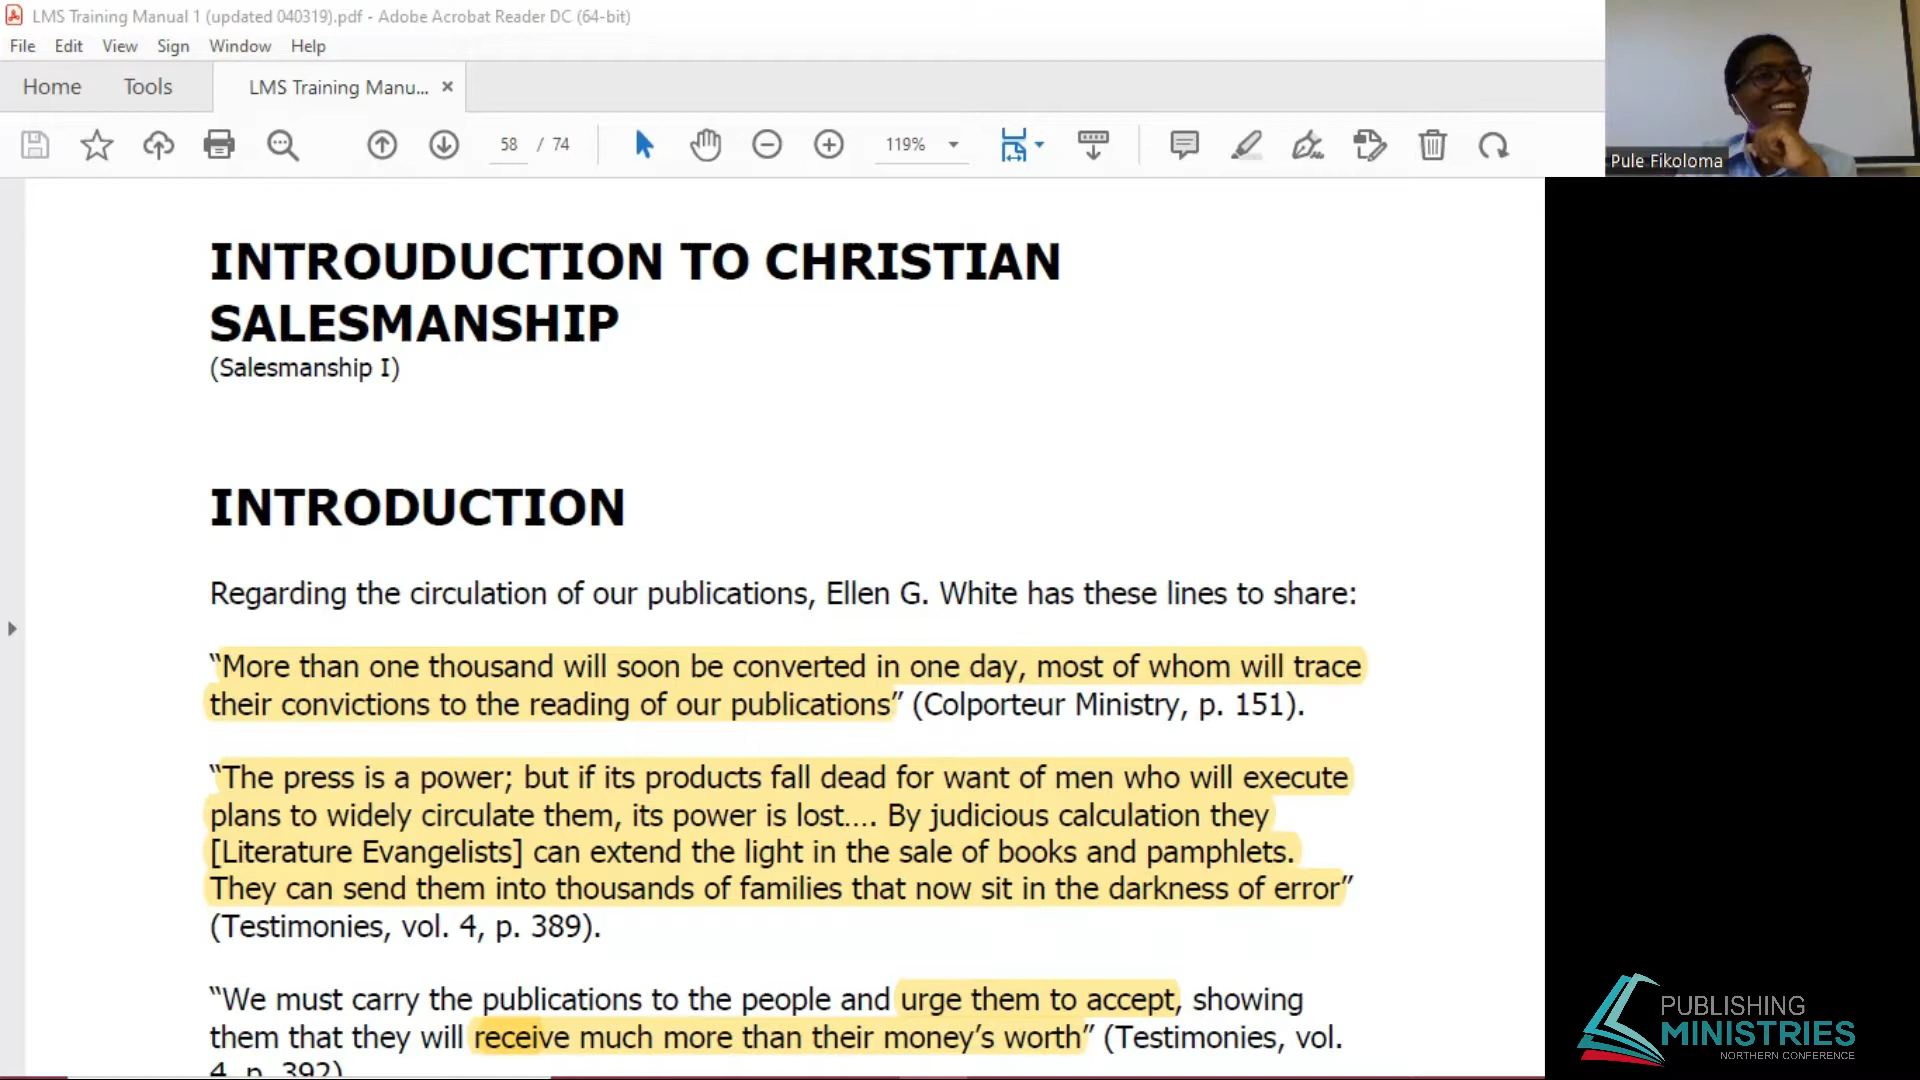 LMS Training Manual 1 (updated 040319).pdf - Adobe Acrobat Reader DC (64-bit)
File Edit View Sign Window Help
Home Tools LMS Training Manu... ×
58 / 74 119%
Pule Fikoloma
INTROUDUCTION TO CHRISTIAN
SALESMANSHIP
(Salesmanship I)
INTRODUCTION
Regarding the circulation of our publications, Ellen G. White has these lines to share:
“More than one thousand will soon be converted in one day, most of whom will trace
their convictions to the reading of our publications” (Colporteur Ministry, p. 151).
“The press is a power; but if its products fall dead for want of men who will execute
plans to widely circulate them, its power is lost…. By judicious calculation they
[Literature Evangelists] can extend the light in the sale of books and pamphlets.
They can send them into thousands of families that now sit in the darkness of error”
(Testimonies, vol. 4, p. 389).
“We must carry the publications to the people and urge them to accept, showing
them that they will receive much more than their money’s worth” (Testimonies, vol.
4, p. 392)
PUBLISHING
MINISTRIES
NORTHERN CONFERENCE